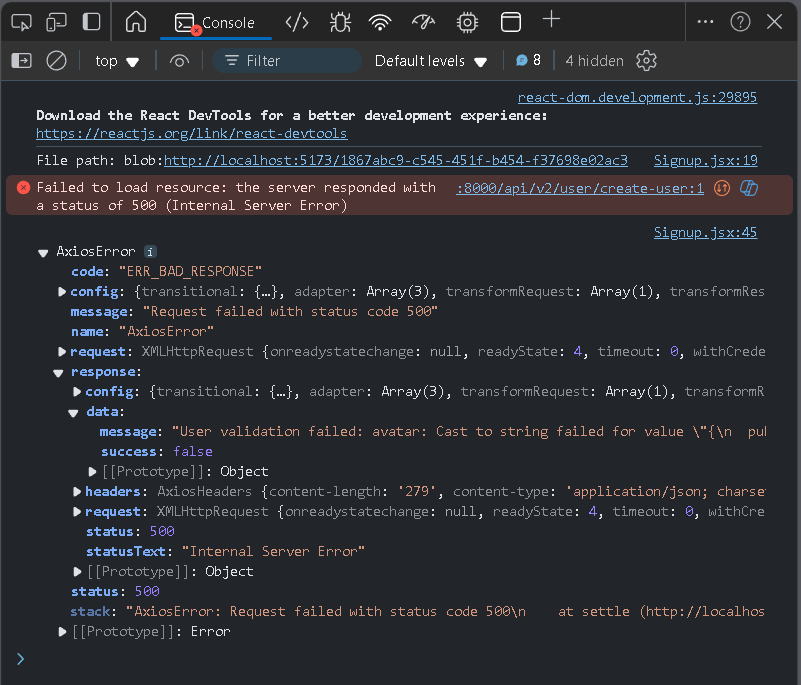 Console
top
Filter
Default levels
8
4 hidden
react-dom.development.js:29895
Download the React DevTools for a better development experience:
https://reactjs.org/link/react-devtools
File path: blob:http://localhost:5173/1867abc9-c545-451f-b454-f37698e02ac3 Signup.jsx:19
Failed to load resource: the server responded with :8000/api/v2/user/create-user:1
a status of 500 (Internal Server Error)
Signup.jsx:45
AxiosError i
code: "ERR_BAD_RESPONSE"
config: {transitional: {…}, adapter: Array(3), transformRequest: Array(1), transformRes
message: "Request failed with status code 500"
name: "AxiosError"
request: XMLHttpRequest {onreadystatechange: null, readyState: 4, timeout: 0, withCrede
response:
config: {transitional: {…}, adapter: Array(3), transformRequest: Array(1), transformR
data:
message: "User validation failed: avatar: Cast to string failed for value \"{\n  pul
success: false
[[Prototype]]: Object
headers: AxiosHeaders {content-length: '279', content-type: 'application/json; charse
request: XMLHttpRequest {onreadystatechange: null, readyState: 4, timeout: 0, withCre
status: 500
statusText: "Internal Server Error"
[[Prototype]]: Object
status: 500
stack: "AxiosError: Request failed with status code 500\n    at settle (http://localhos
[[Prototype]]: Error